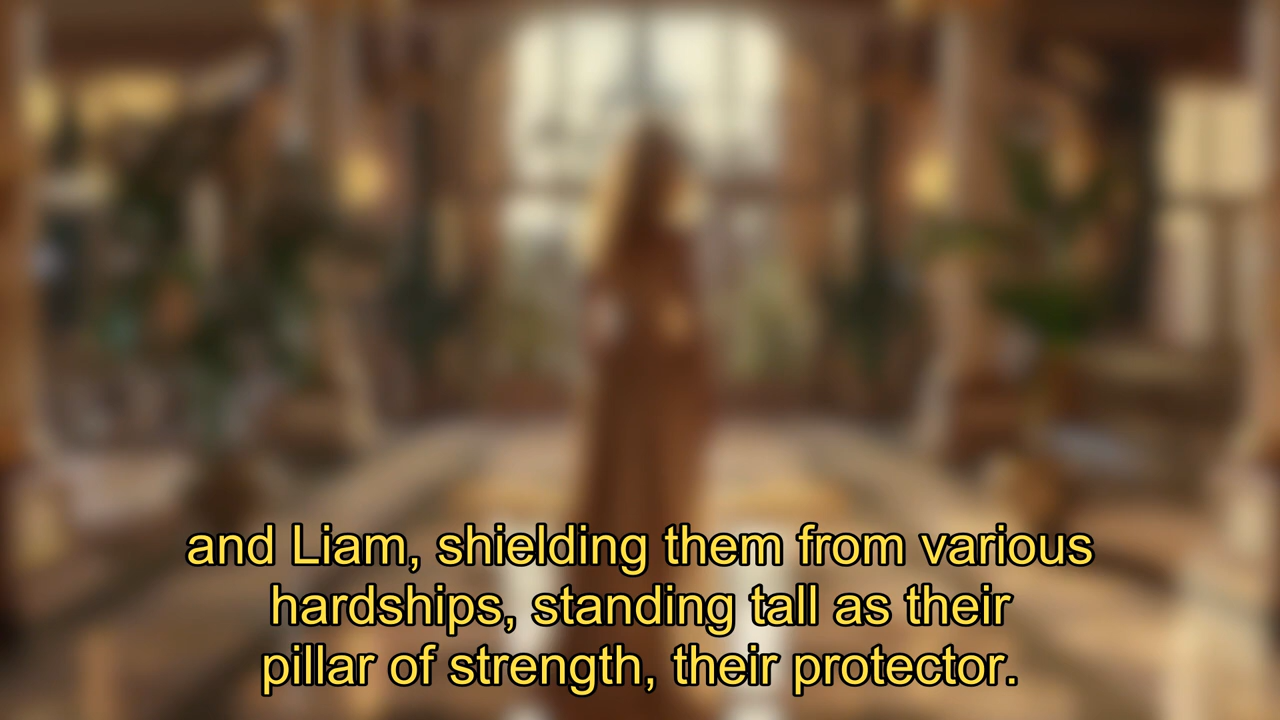 and Liam, shielding them from various
hardships, standing tall as their
pillar of strength, their protector.